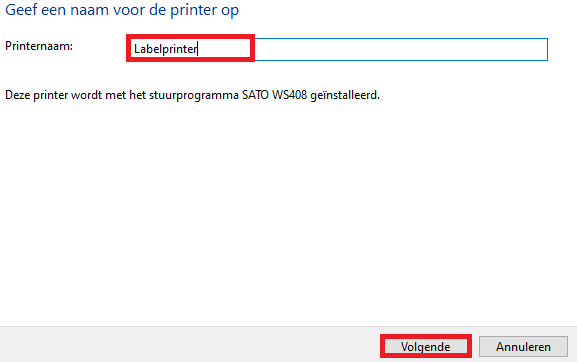 Geef een naam voor de printer op
Printernaam: Labelprinter
Deze printer wordt met het stuurprogramma SATO WS408 geïnstalleerd.
Volgende Annuleren